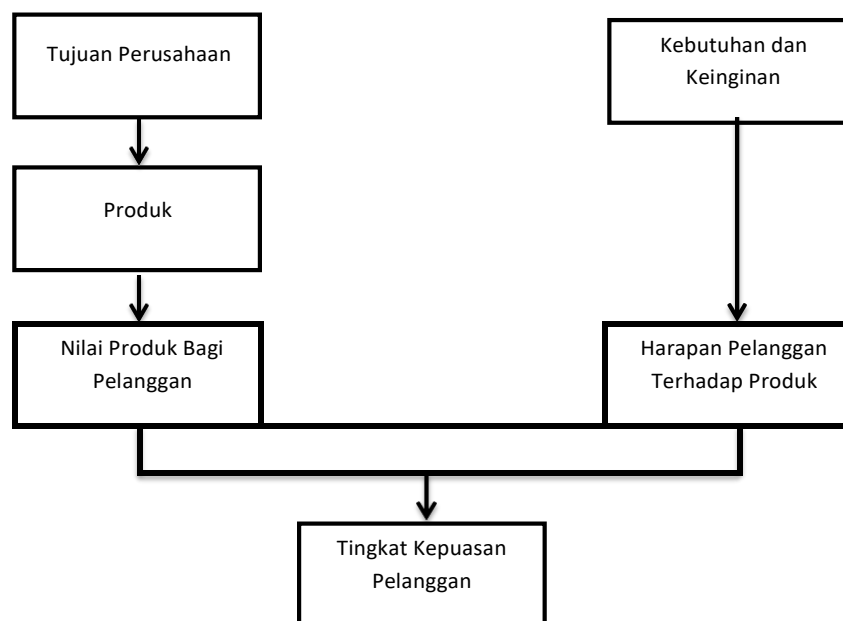 Tujuan Perusahaan
Kebutuhan dan
Keinginan
Produk
Nilai Produk Bagi
Pelanggan
Harapan Pelanggan
Terhadap Produk
Tingkat Kepuasan
Pelanggan